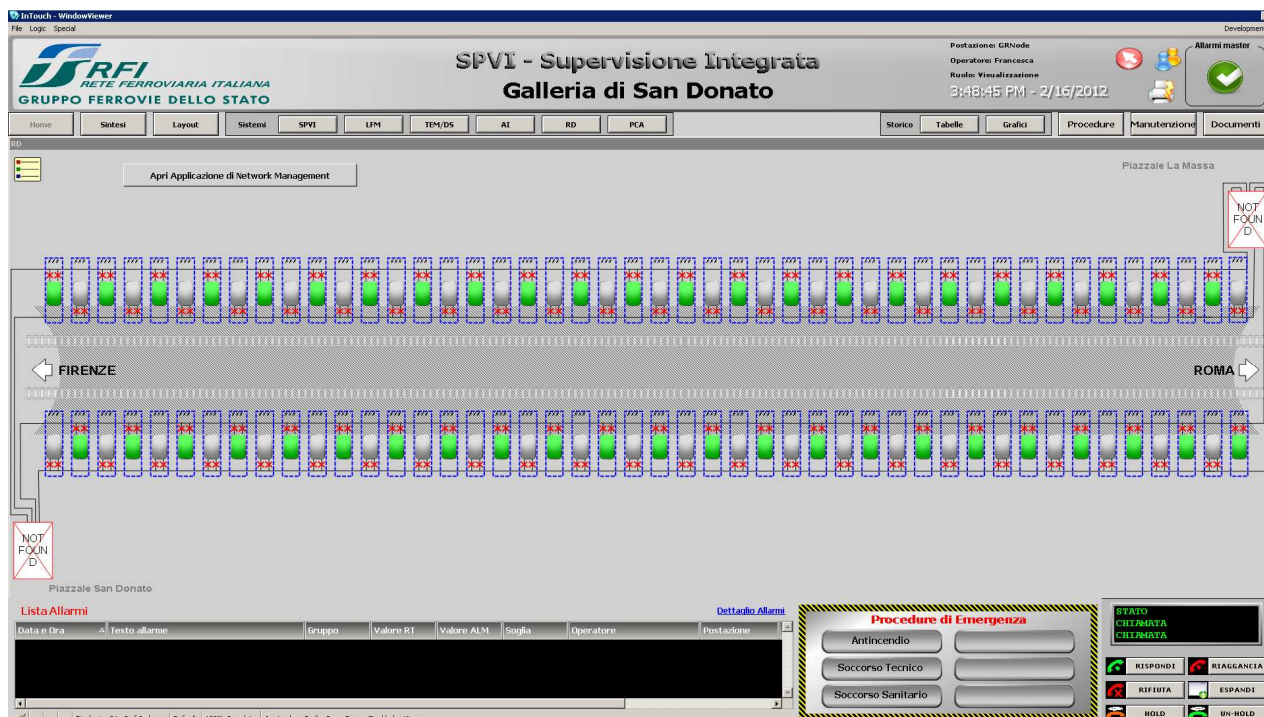 InTouch - WindowViewer
File Logic Special
Development
RFI
RETE FERROVIARIA ITALIANA
GRUPPO FERROVIE DELLO STATO
SPVI - Supervisione Integrata
Galleria di San Donato
Postazione: GRNode
Operatore: Francesca
Ruolo: Visualizzazione
3:48:45 PM - 2/16/2012
Allarmi master
Home Sintesi Layout Sistemi SPVI LFM TEM/DS AI RD PCA Storico Tabelle Grafici Procedure Manutenzione Documenti
RD
Apri Applicazione di Network Management
Piazzale La Massa
NOT
FOUN
D
FIRENZE
ROMA
NOT
FOUN
D
Piazzale San Donato
Lista Allarmi
Dettaglio Allarmi
Data e Ora Testo allarme Gruppo Valore RT Valore ALM Soglia Operatore Postazione
Procedure di Emergenza
Antincendio
Soccorso Tecnico
Soccorso Sanitario
STATO
CHIAMATA
CHIAMATA
RISPONDI RIAGGANCIA
RIFIUTA ESPANDI
HOLD UN-HOLD